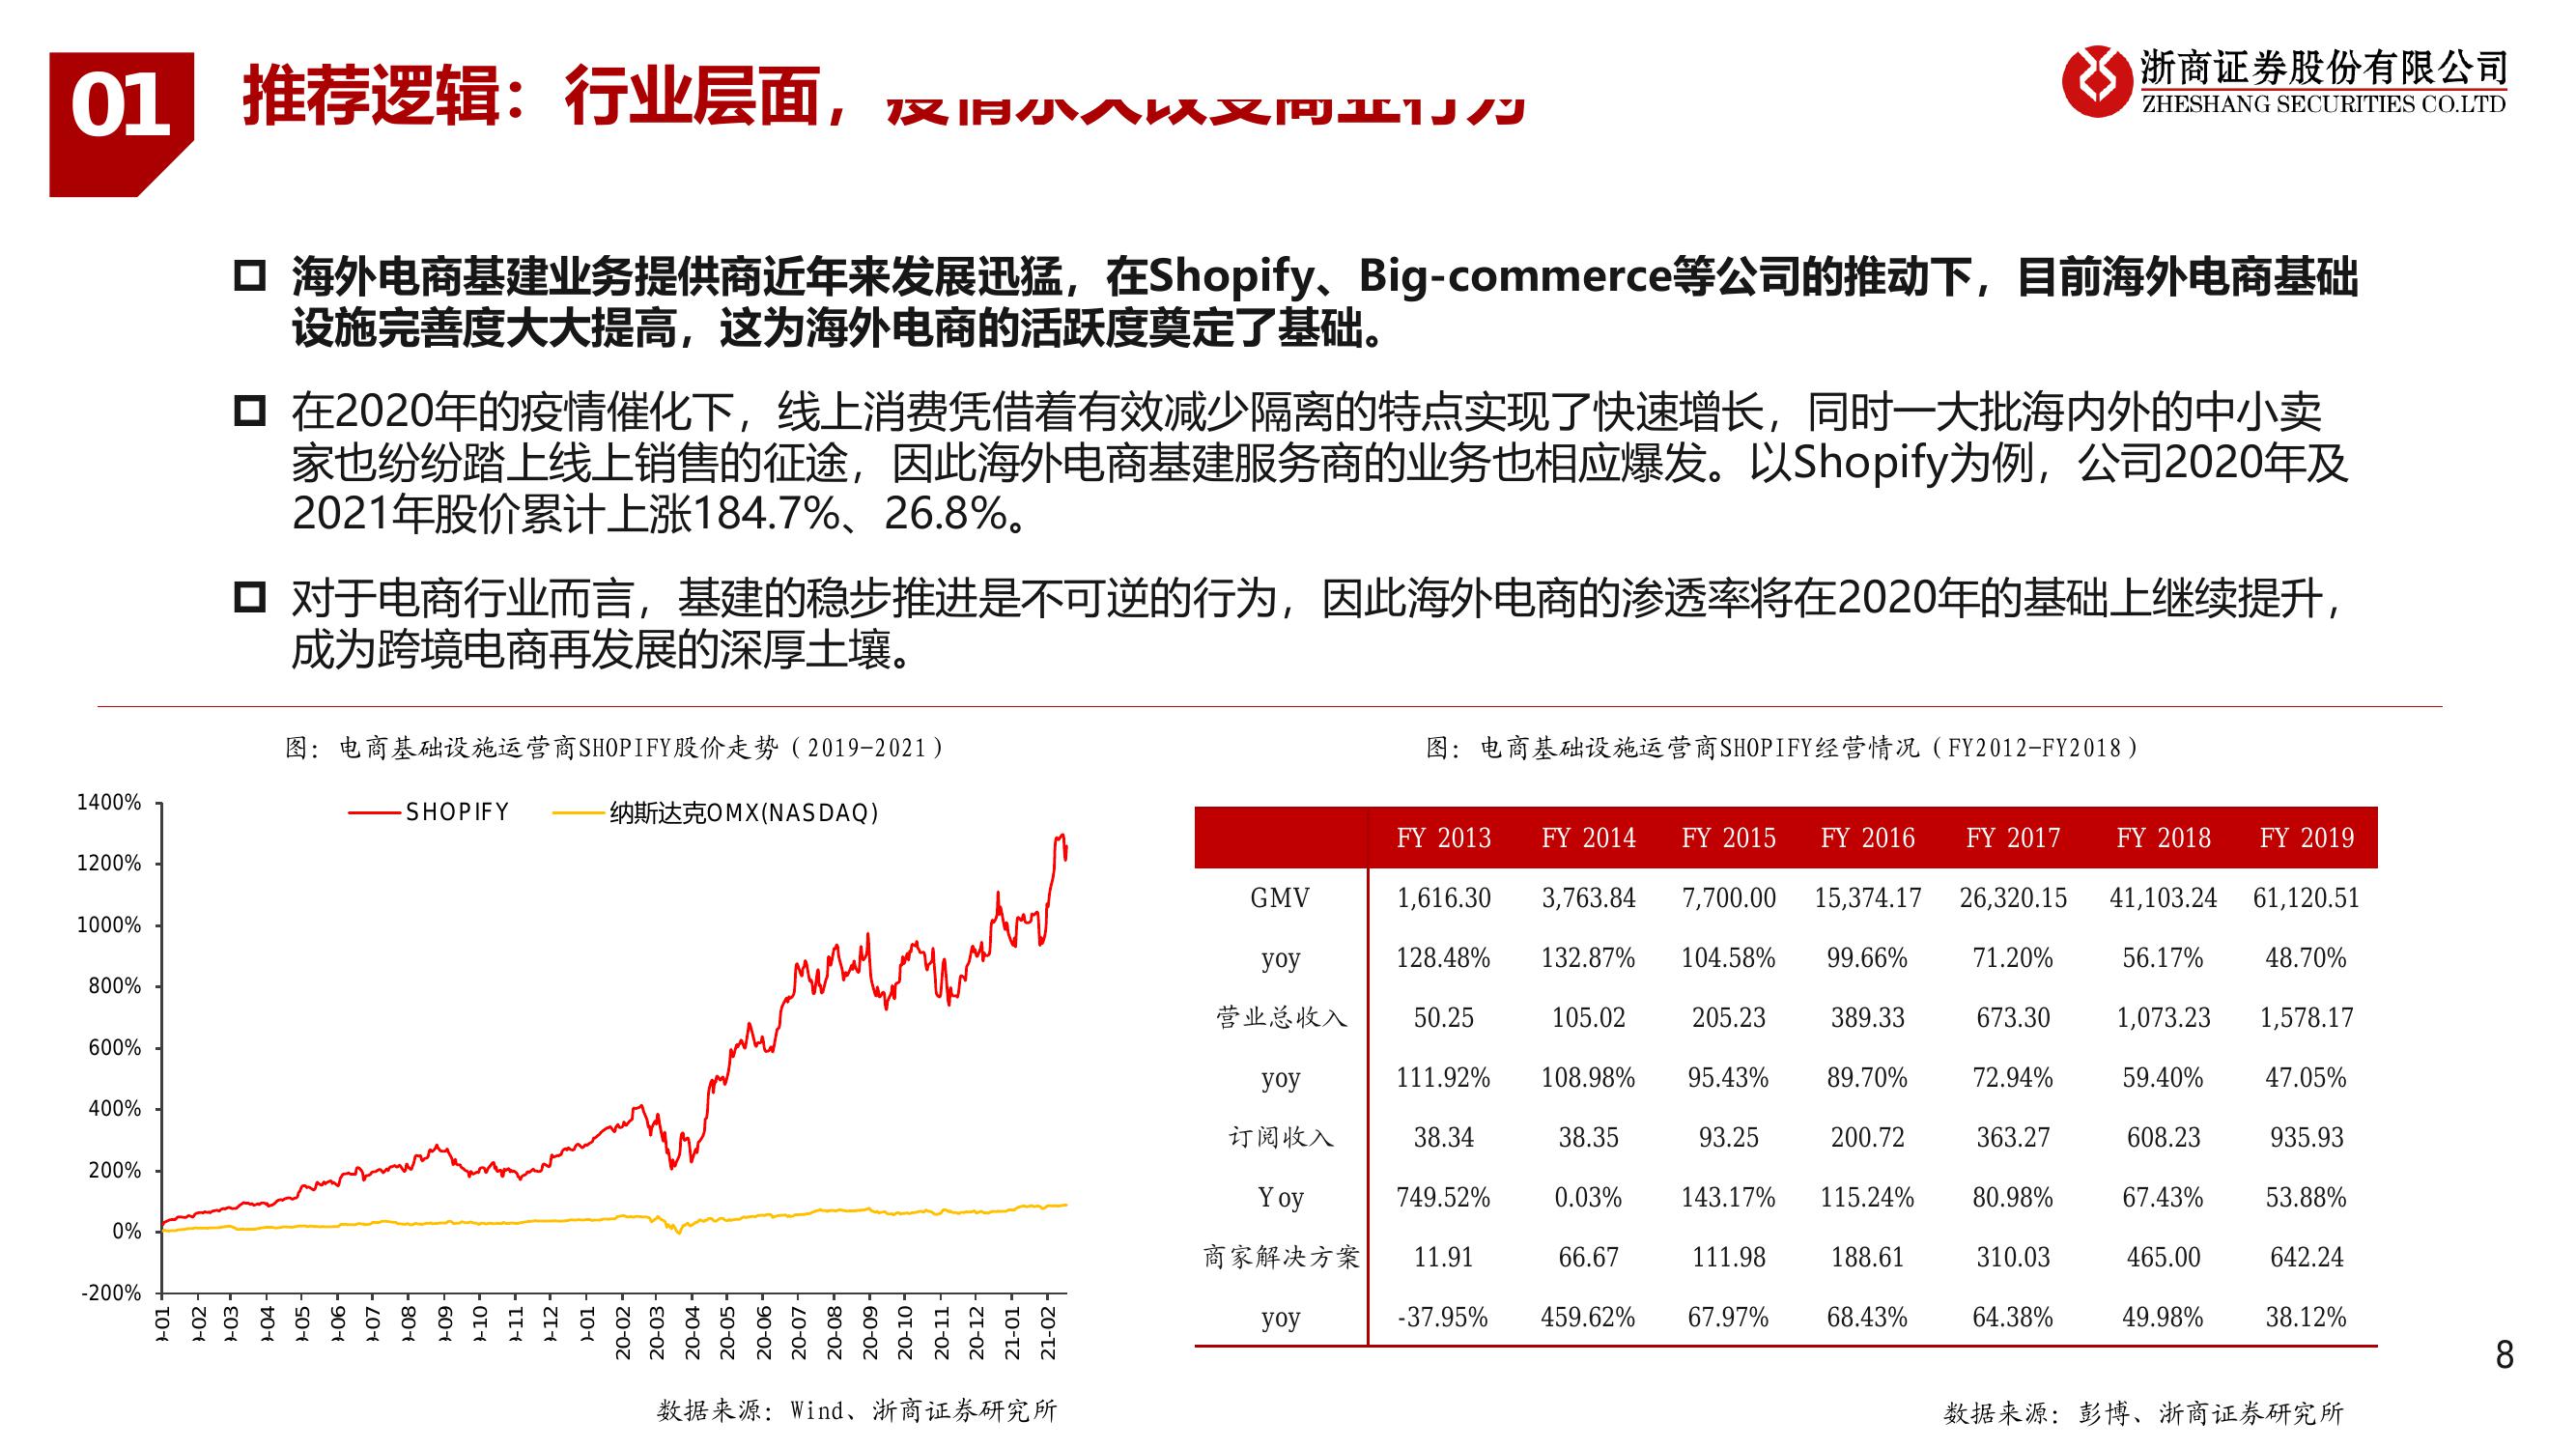 01
推荐逻辑：行业层面，
浙商证券股份有限公司
ZHESHANG SECURITIES CO.LTD
海外电商基建业务提供商近年来发展迅猛，在Shopify、Big-commerce等公司的推动下，目前海外电商基础
设施完善度大大提高，这为海外电商的活跃度奠定了基础。
在2020年的疫情催化下，线上消费凭借着有效减少隔离的特点实现了快速增长，同时一大批海内外的中小卖
家也纷纷踏上线上销售的征途，因此海外电商基建服务商的业务也相应爆发。以Shopify为例，公司2020年及
2021年股价累计上涨184.7%、26.8%。
对于电商行业而言，基建的稳步推进是不可逆的行为，因此海外电商的渗透率将在2020年的基础上继续提升，
成为跨境电商再发展的深厚土壤。
图：电商基础设施运营商SHOPIFY股价走势（2019-2021）
SHOPIFY 纳斯达克OMX(NASDAQ)
1400%
1200%
1000%
800%
600%
400%
200%
0%
-200%
-01 -02 -03 -04 -05 -06 -07 -08 -09 -10 -11 -12 -01 20-02 20-03 20-04 20-05 20-06 20-07 20-08 20-09 20-10 20-11 20-12 21-01 21-02
数据来源：Wind、浙商证券研究所
图：电商基础设施运营商SHOPIFY经营情况（FY2012-FY2018）
FY 2013 FY 2014 FY 2015 FY 2016 FY 2017 FY 2018 FY 2019
GMV 1,616.30 3,763.84 7,700.00 15,374.17 26,320.15 41,103.24 61,120.51
yoy 128.48% 132.87% 104.58% 99.66% 71.20% 56.17% 48.70%
营业总收入 50.25 105.02 205.23 389.33 673.30 1,073.23 1,578.17
yoy 111.92% 108.98% 95.43% 89.70% 72.94% 59.40% 47.05%
订阅收入 38.34 38.35 93.25 200.72 363.27 608.23 935.93
Yoy 749.52% 0.03% 143.17% 115.24% 80.98% 67.43% 53.88%
商家解决方案 11.91 66.67 111.98 188.61 310.03 465.00 642.24
yoy -37.95% 459.62% 67.97% 68.43% 64.38% 49.98% 38.12%
数据来源：彭博、浙商证券研究所
8